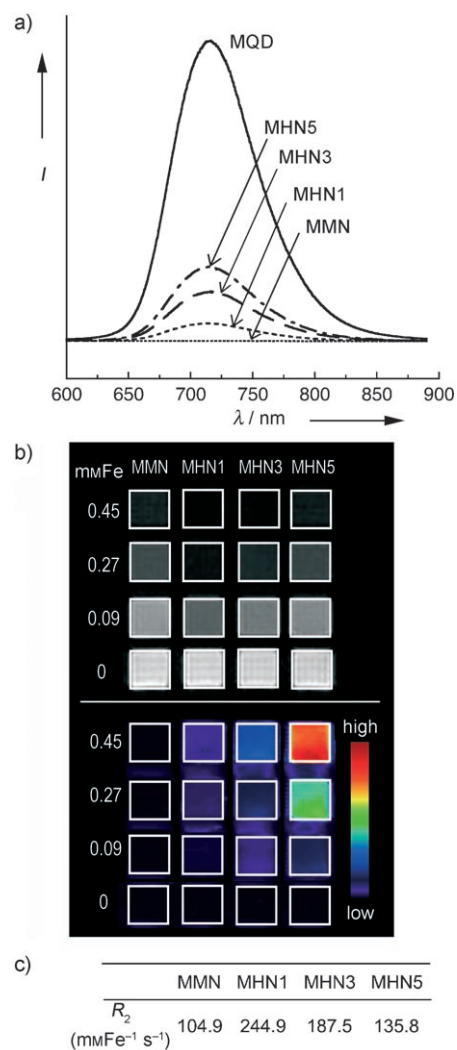 a)
MQD
MHN5
MHN3
MHN1
MMN
I
600 650 700 750 800 850 900
λ / nm
b)
mMFe MMN MHN1 MHN3 MHN5
0.45
0.27
0.09
0
0.45
0.27
0.09
0
high
low
c)
MMN MHN1 MHN3 MHN5
R₂
(mMFe⁻¹ s⁻¹) 104.9 244.9 187.5 135.8